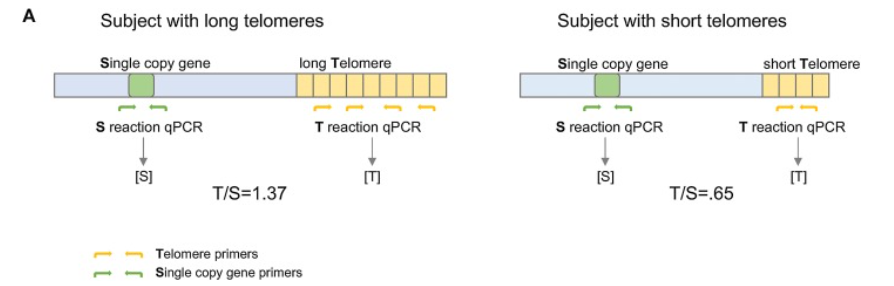 A
Subject with long telomeres
Subject with short telomeres
Single copy gene
long Telomere
Single copy gene
short Telomere
S reaction qPCR
T reaction qPCR
S reaction qPCR
T reaction qPCR
[S]
[T]
[S]
[T]
T/S=1.37
T/S=.65
Telomere primers
Single copy gene primers